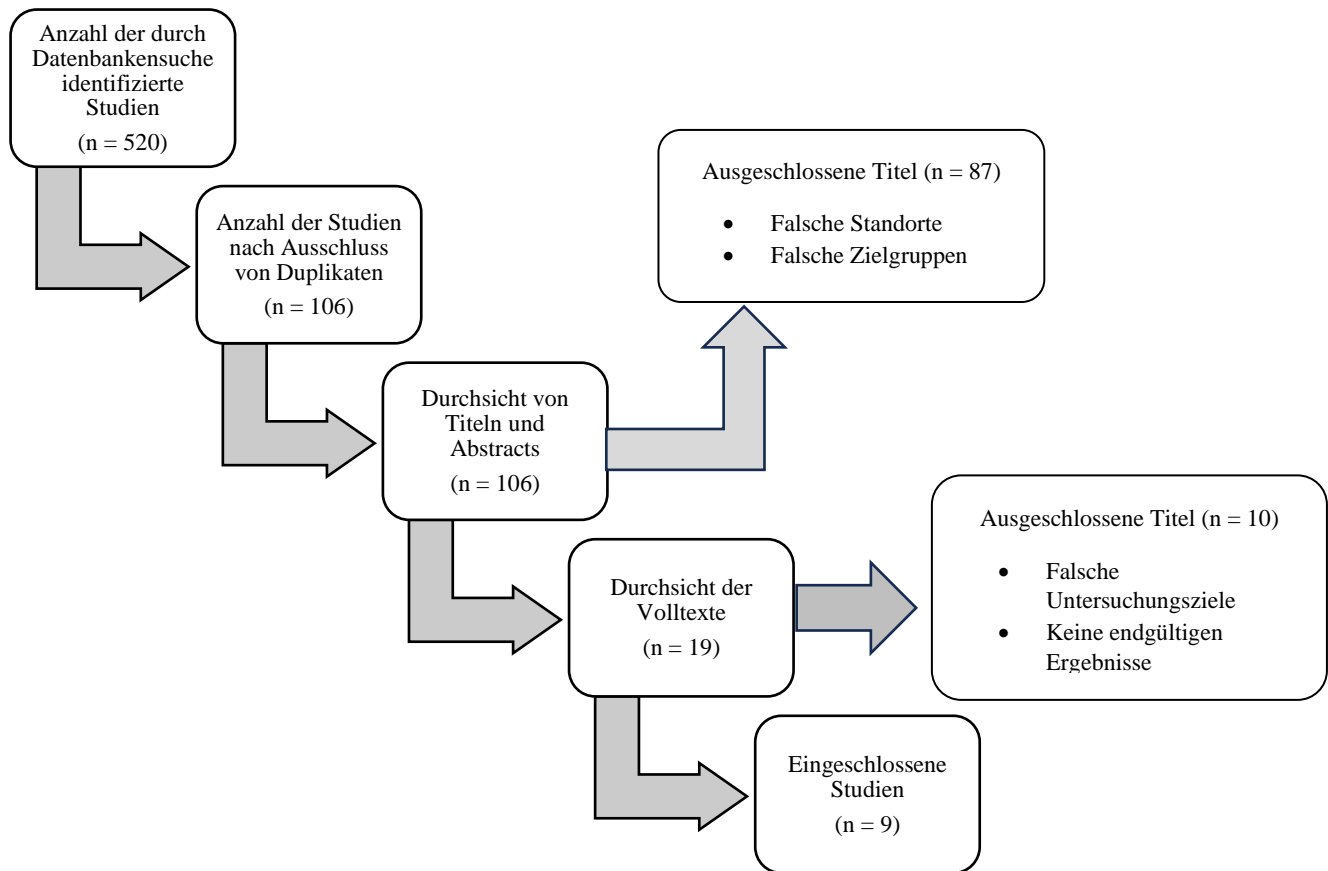 Anzahl der durch
Datenbankensuche
identifizierte
Studien
(n = 520)
Anzahl der Studien
nach Ausschluss
von Duplikaten
(n = 106)
Ausgeschlossene Titel (n = 87)
• Falsche Standorte
• Falsche Zielgruppen
Durchsicht von
Titeln und
Abstracts
(n = 106)
Durchsicht der
Volltexte
(n = 19)
Ausgeschlossene Titel (n = 10)
• Falsche
Untersuchungsziele
• Keine endgültigen
Ergebnisse
Eingeschlossene
Studien
(n = 9)